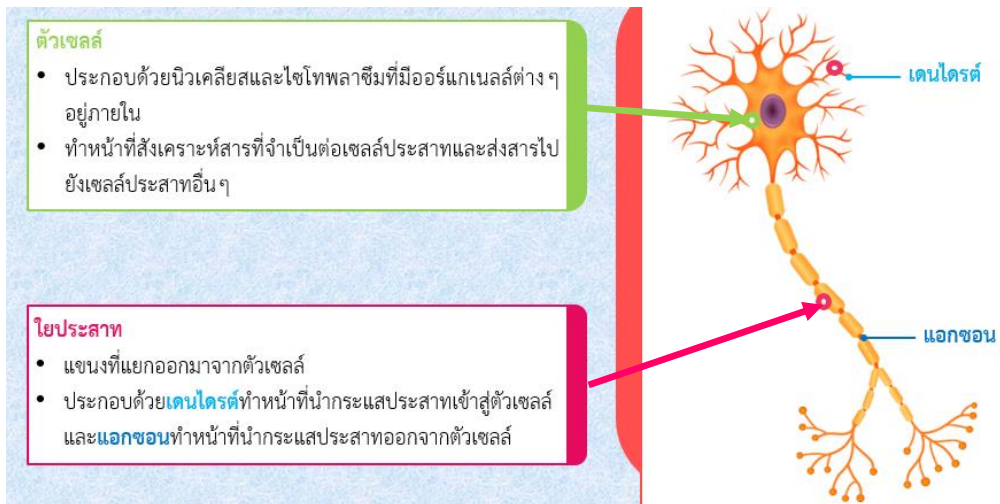 ตัวเซลล์
• ประกอบด้วยนิวเคลียสและไซโทพลาซึมที่มีออร์แกเนลล์ต่าง ๆ
อยู่ภายใน
• ทำหน้าที่สังเคราะห์สารที่จำเป็นต่อเซลล์ประสาทและส่งสารไป
ยังเซลล์ประสาทอื่น ๆ
เดนไดรต์
ใยประสาท
• แขนงที่แยกออกมาจากตัวเซลล์
• ประกอบด้วยเดนไดรต์ทำหน้าที่นำกระแสประสาทเข้าสู่ตัวเซลล์
และแอกซอนทำหน้าที่นำกระแสประสาทออกจากตัวเซลล์
แอกซอน